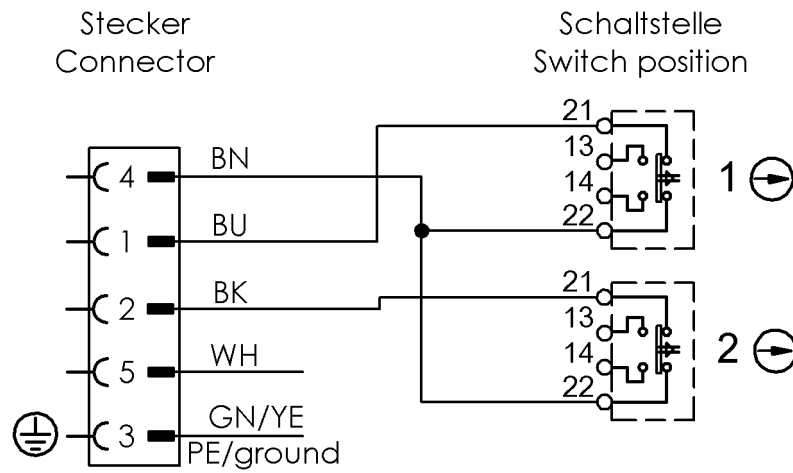 Stecker
Connector
Schaltstelle
Switch position
4 BN
1 BU
2 BK
5 WH
3 GN/YE
PE/ground
21
13
14
22
1
21
13
14
22
2